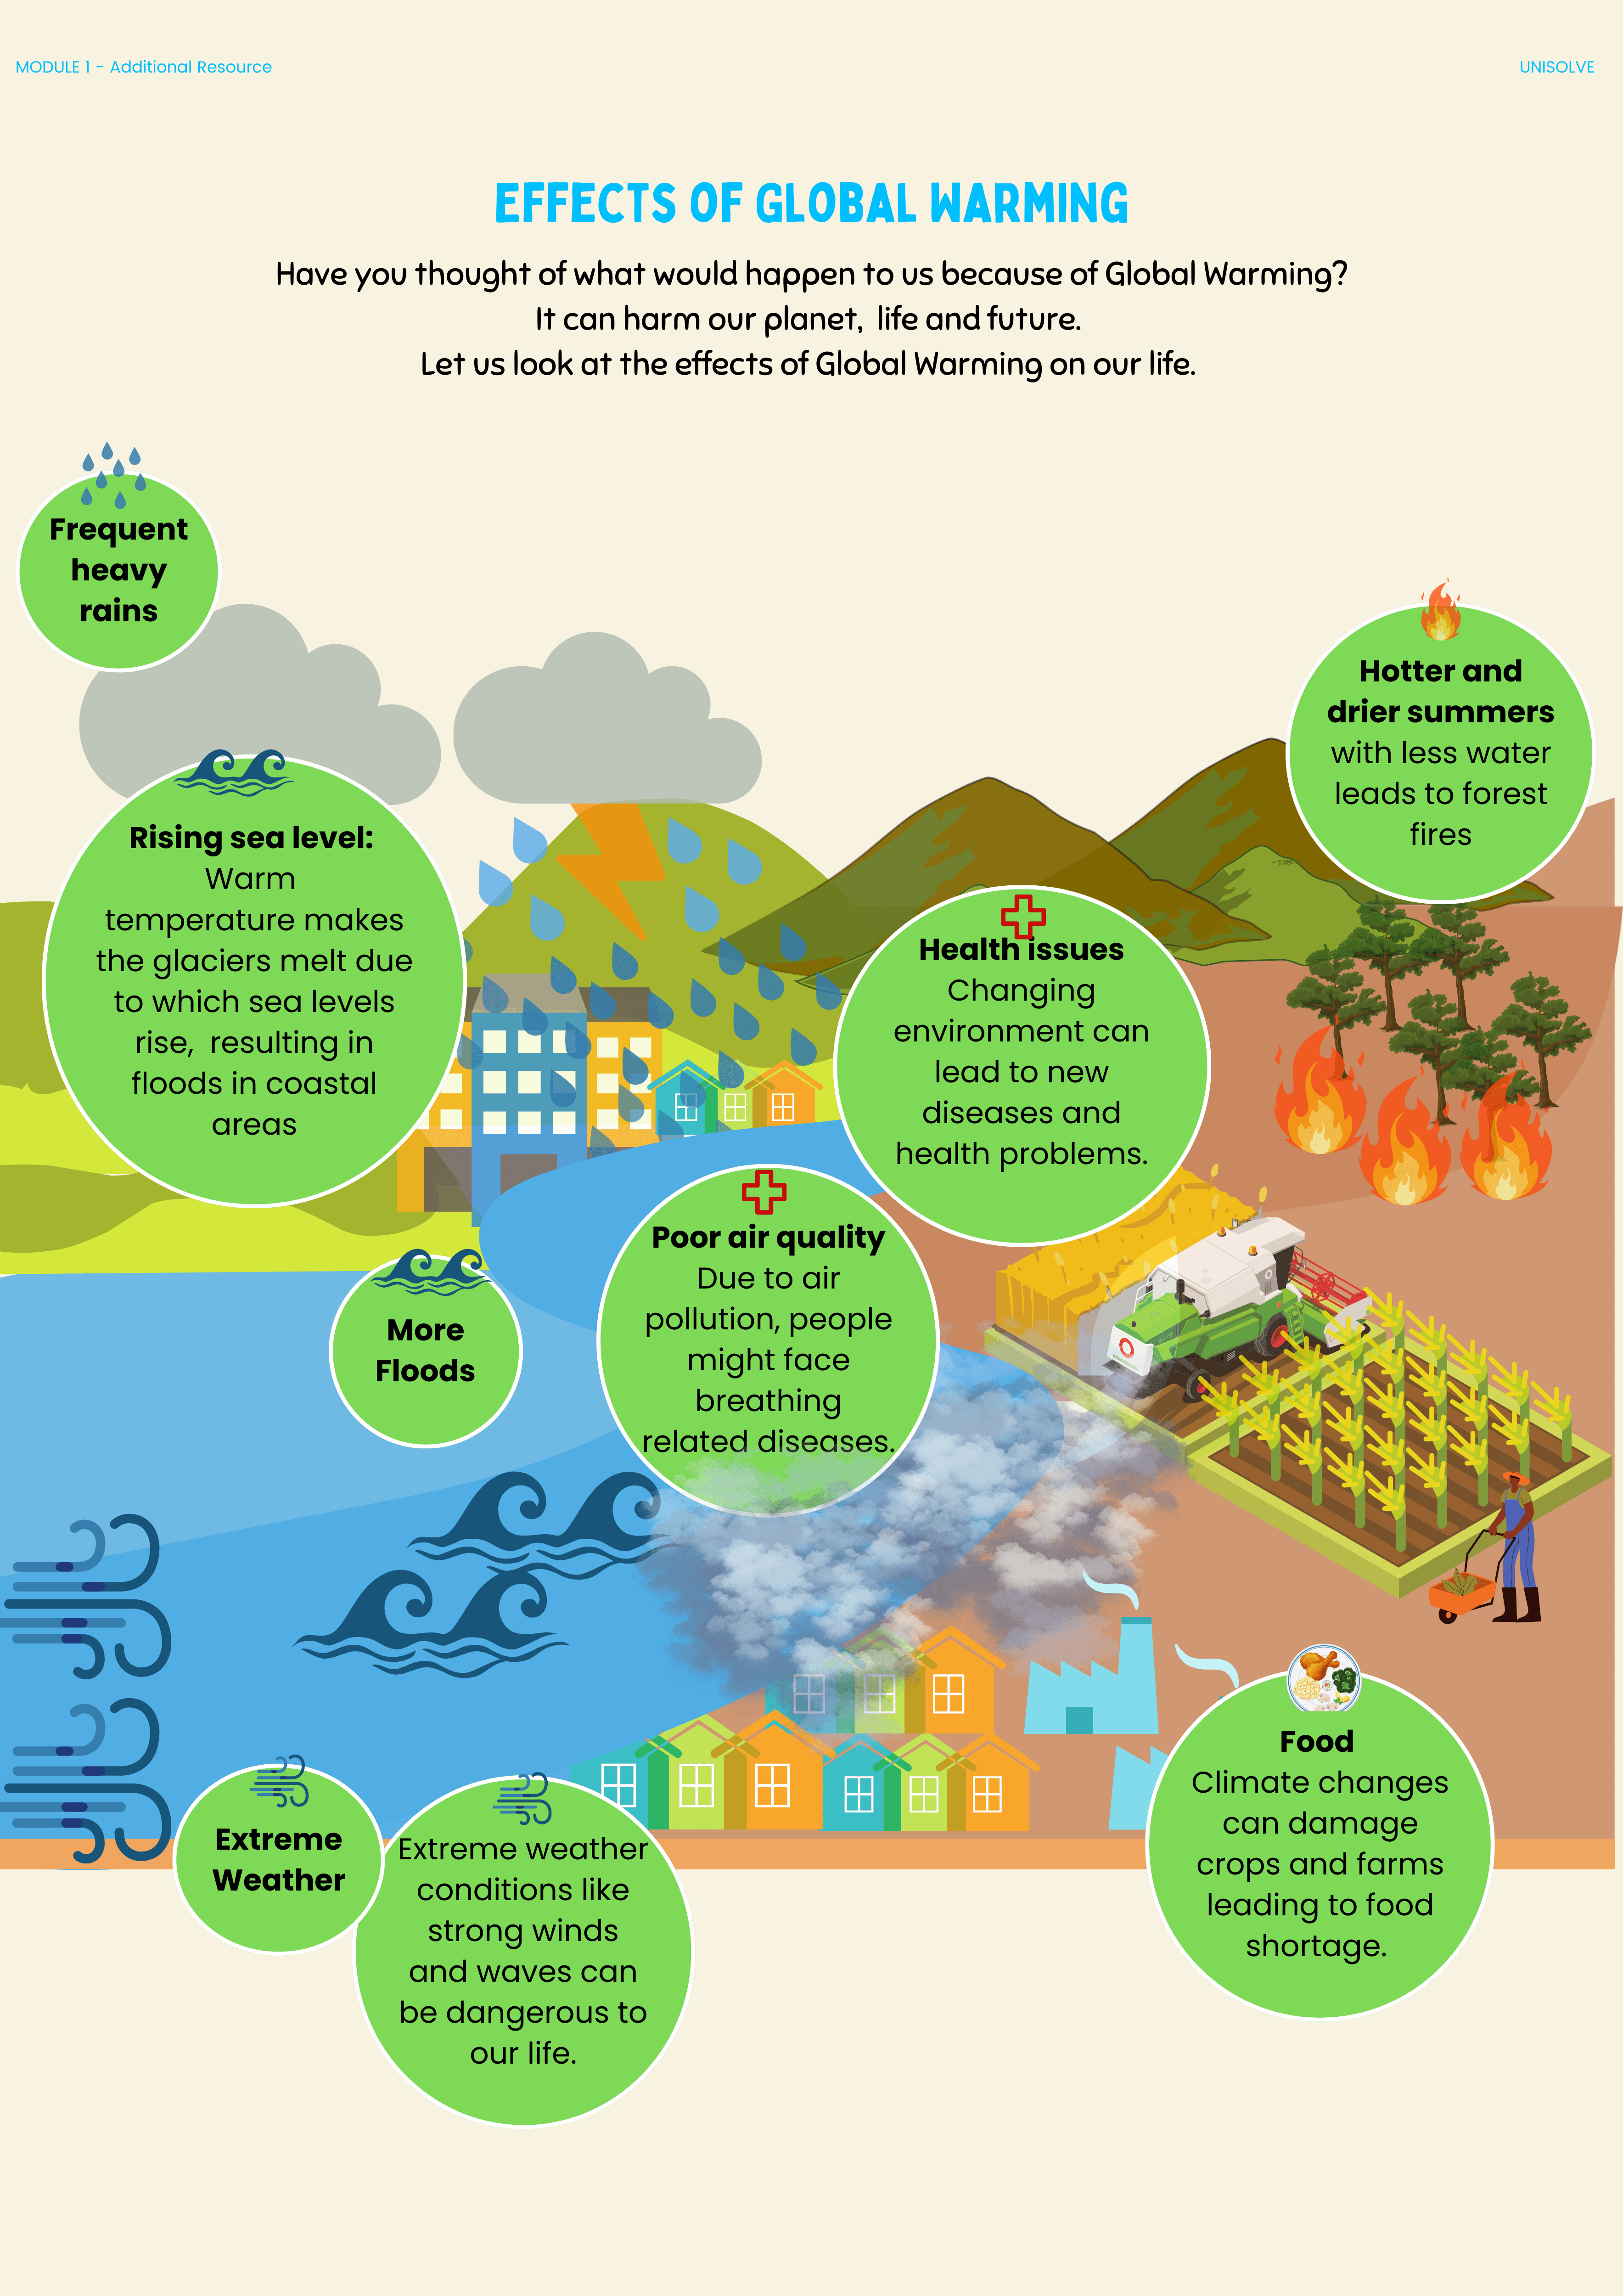 MODULE 1 - Additional Resource
UNISOLVE
EFFECTS OF GLOBAL WARMING
Have you thought of what would happen to us because of Global Warming?
It can harm our planet, life and future.
Let us look at the effects of Global Warming on our life.
Frequent
heavy
rains
Hotter and
drier summers
with less water
leads to forest
fires
Rising sea level:
Warm
temperature makes
the glaciers melt due
to which sea levels
rise, resulting in
floods in coastal
areas
Health issues
Changing
environment can
lead to new
diseases and
health problems.
Poor air quality
Due to air
pollution, people
might face
breathing
related diseases.
More
Floods
Food
Climate changes
can damage
crops and farms
leading to food
shortage.
Extreme
Weather
Extreme weather
conditions like
strong winds
and waves can
be dangerous to
our life.